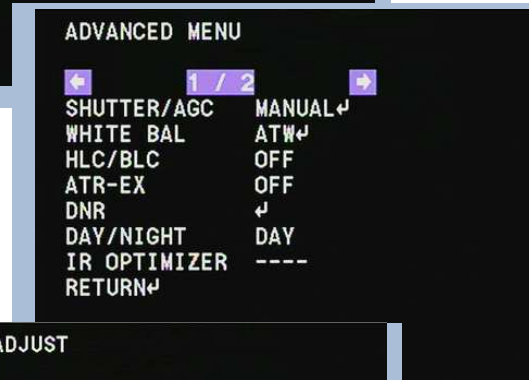 ADVANCED MENU
← 1 / 2 →
SHUTTER/AGC MANUAL↵
WHITE BAL ATW↵
HLC/BLC OFF
ATR-EX OFF
DNR ↵
DAY/NIGHT DAY
IR OPTIMIZER ----
RETURN↵
ADJUST